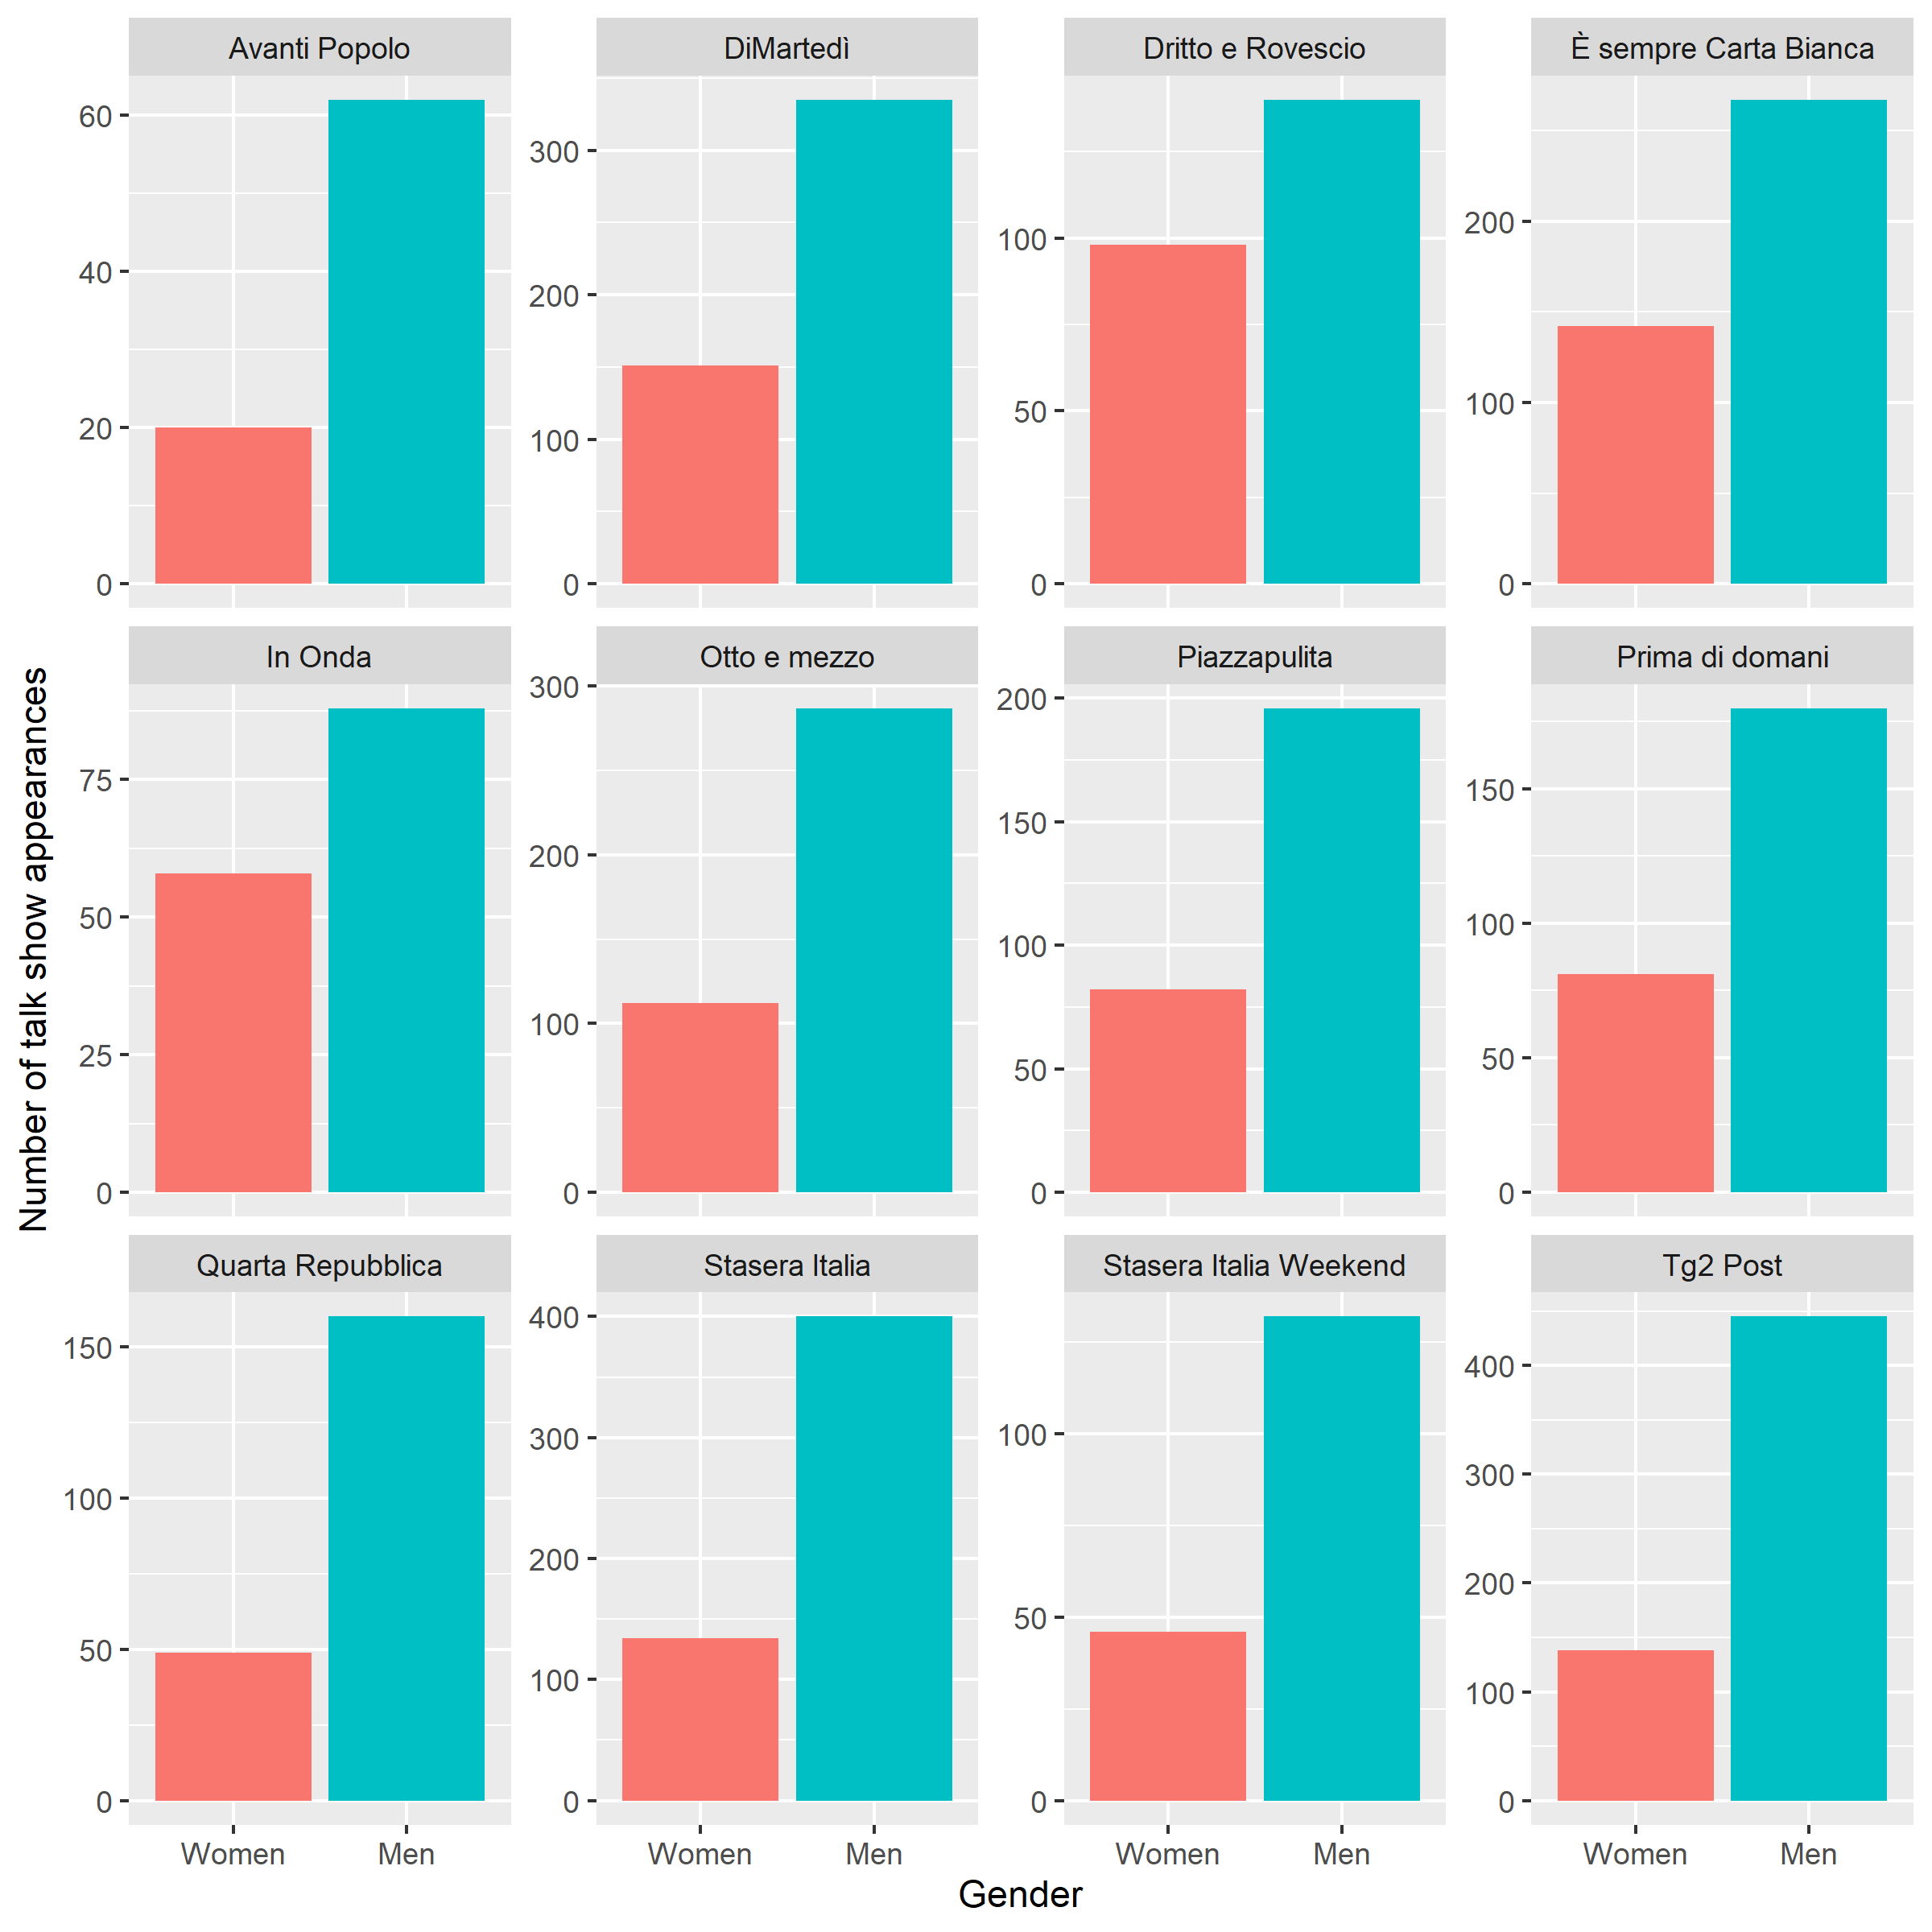 Avanti Popolo
DiMartedì
Dritto e Rovescio
È sempre Carta Bianca
60
40
20
0
300
200
100
0
100
50
0
200
100
0
In Onda
Otto e mezzo
Piazzapulita
Prima di domani
75
50
25
0
300
200
100
0
200
150
100
50
0
150
100
50
0
Quarta Repubblica
Stasera Italia
Stasera Italia Weekend
Tg2 Post
150
100
50
0
400
300
200
100
0
100
50
0
400
300
200
100
0
Women Men
Women Men
Women Men
Women Men
Gender
Number of talk show appearances